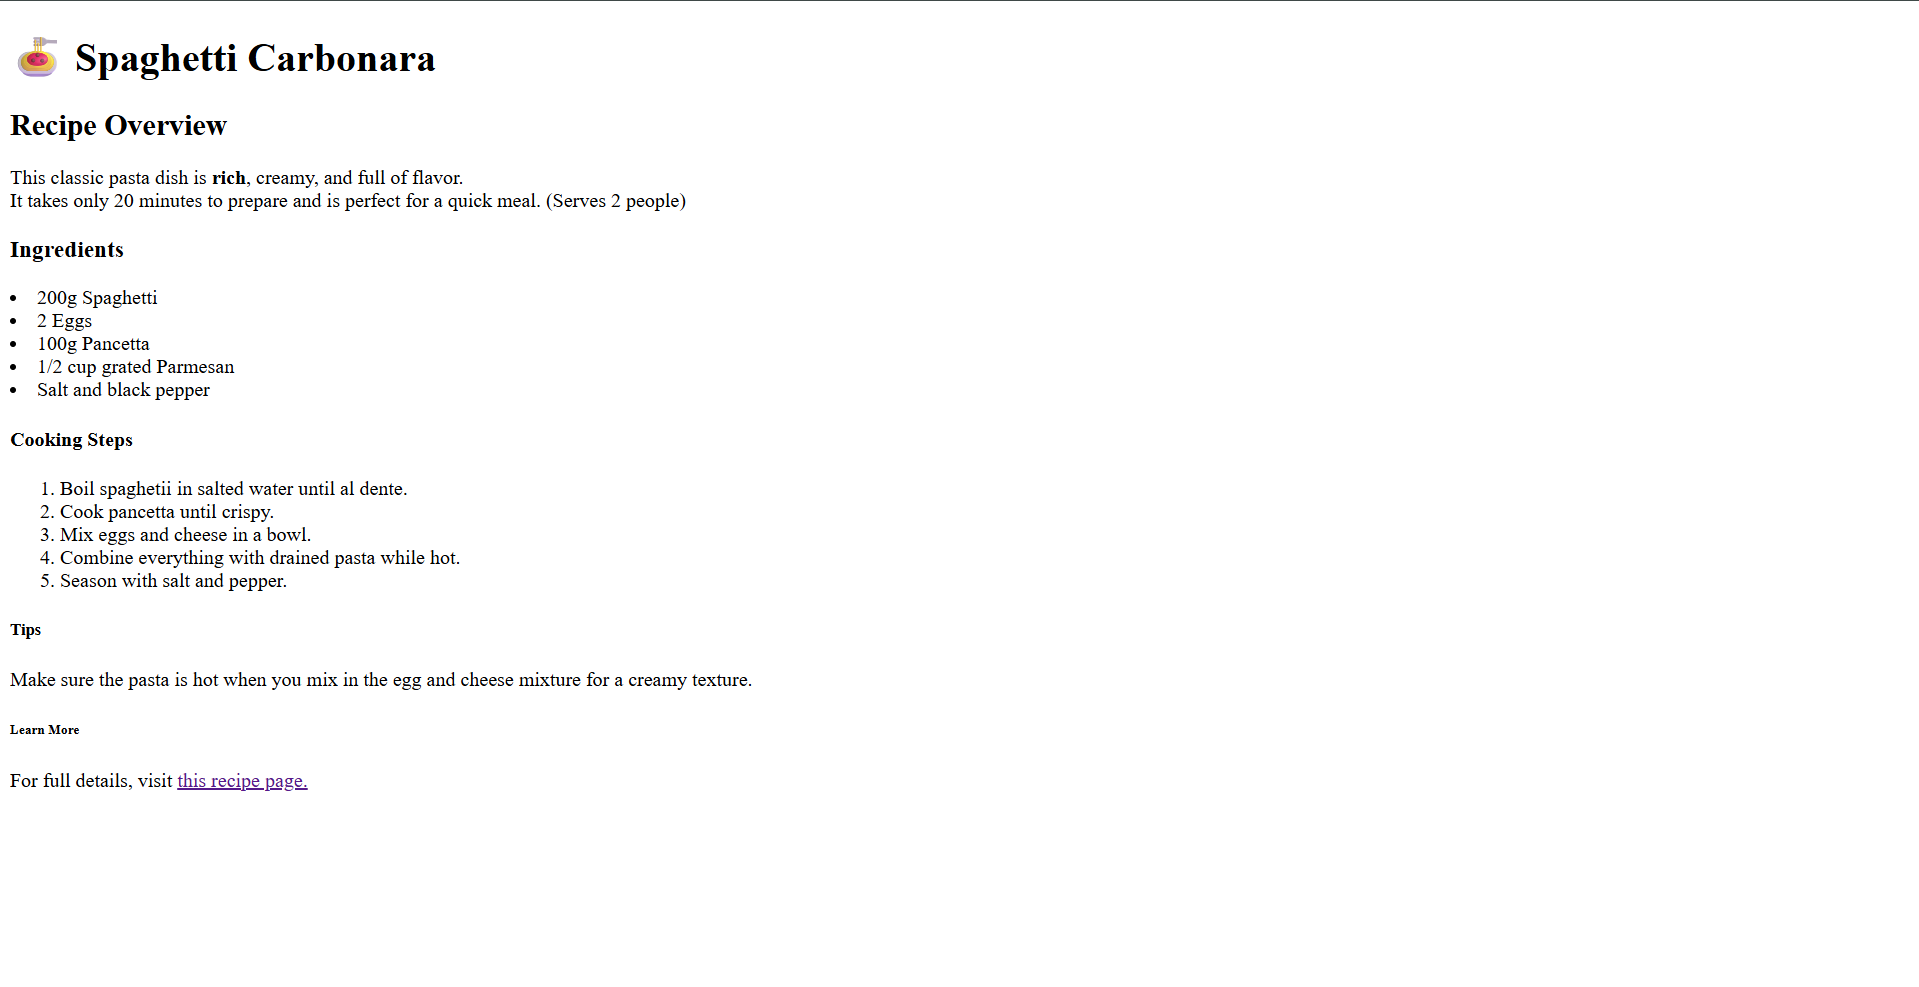 🍝 Spaghetti Carbonara
Recipe Overview
This classic pasta dish is rich, creamy, and full of flavor.
It takes only 20 minutes to prepare and is perfect for a quick meal. (Serves 2 people)
Ingredients
• 200g Spaghetti
• 2 Eggs
• 100g Pancetta
• 1/2 cup grated Parmesan
• Salt and black pepper
Cooking Steps
1. Boil spaghetii in salted water until al dente.
2. Cook pancetta until crispy.
3. Mix eggs and cheese in a bowl.
4. Combine everything with drained pasta while hot.
5. Season with salt and pepper.
Tips
Make sure the pasta is hot when you mix in the egg and cheese mixture for a creamy texture.
Learn More
For full details, visit this recipe page.